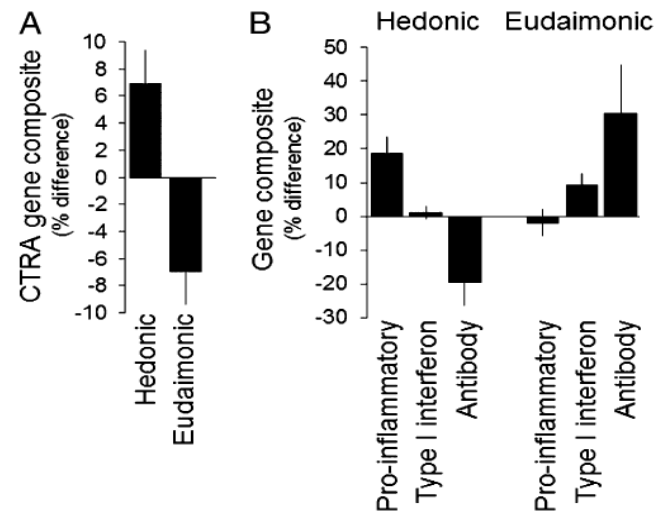 A
CTRA gene composite
(% difference)
10
8
6
4
2
0
-2
-4
-6
-8
-10
Hedonic
Eudaimonic
B
Hedonic
Eudaimonic
Gene composite
(% difference)
50
40
30
20
10
0
-10
-20
-30
Pro-inflammatory
Type I interferon
Antibody
Pro-inflammatory
Type I interferon
Antibody